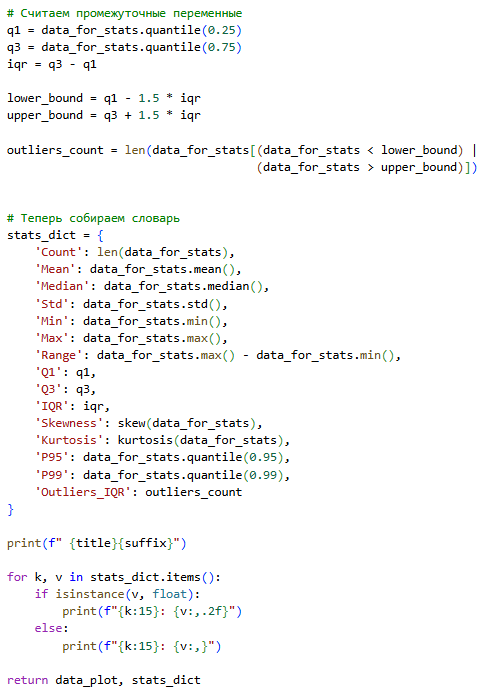 # Считаем промежуточные переменные
q1 = data_for_stats.quantile(0.25)
q3 = data_for_stats.quantile(0.75)
iqr = q3 - q1

lower_bound = q1 - 1.5 * iqr
upper_bound = q3 + 1.5 * iqr

outliers_count = len(data_for_stats[(data_for_stats < lower_bound) |
                                    (data_for_stats > upper_bound)])


# Теперь собираем словарь
stats_dict = {
    'Count': len(data_for_stats),
    'Mean': data_for_stats.mean(),
    'Median': data_for_stats.median(),
    'Std': data_for_stats.std(),
    'Min': data_for_stats.min(),
    'Max': data_for_stats.max(),
    'Range': data_for_stats.max() - data_for_stats.min(),
    'Q1': q1,
    'Q3': q3,
    'IQR': iqr,
    'Skewness': skew(data_for_stats),
    'Kurtosis': kurtosis(data_for_stats),
    'P95': data_for_stats.quantile(0.95),
    'P99': data_for_stats.quantile(0.99),
    'Outliers_IQR': outliers_count
}

print(f" {title}{suffix}")

for k, v in stats_dict.items():
    if isinstance(v, float):
        print(f"{k:15}: {v:,.2f}")
    else:
        print(f"{k:15}: {v:,}")

return data_plot, stats_dict